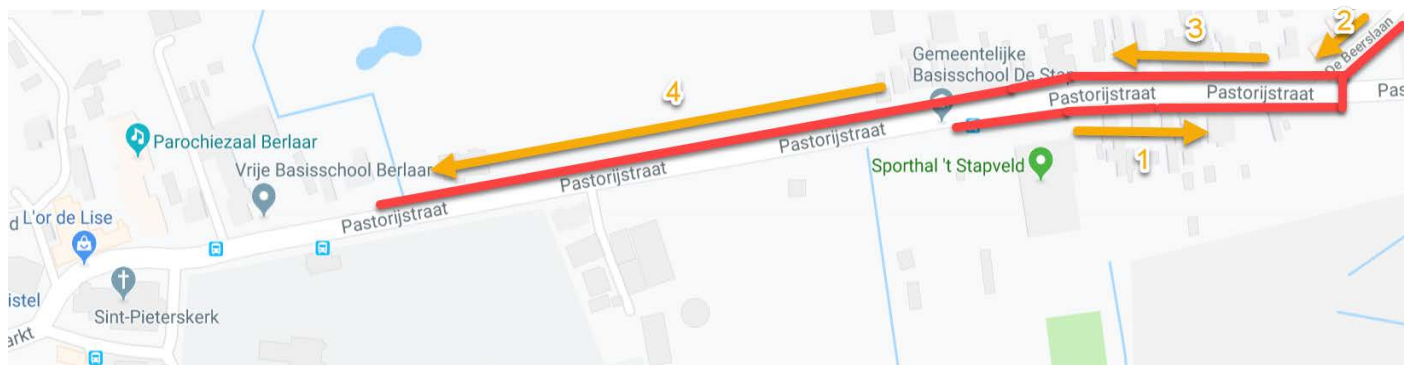 2
De Beerslaan
3
Gemeentelijke
Basisschool De Stap
4
Pastorijstraat
Pastorijstraat
Pas
Parochiezaal Berlaar
Pastorijstraat
1
Vrije Basisschool Berlaar
Sporthal 't Stapveld
Pastorijstraat
d
L'or de Lise
Pastorijstraat
istel
Sint-Pieterskerk
arkt